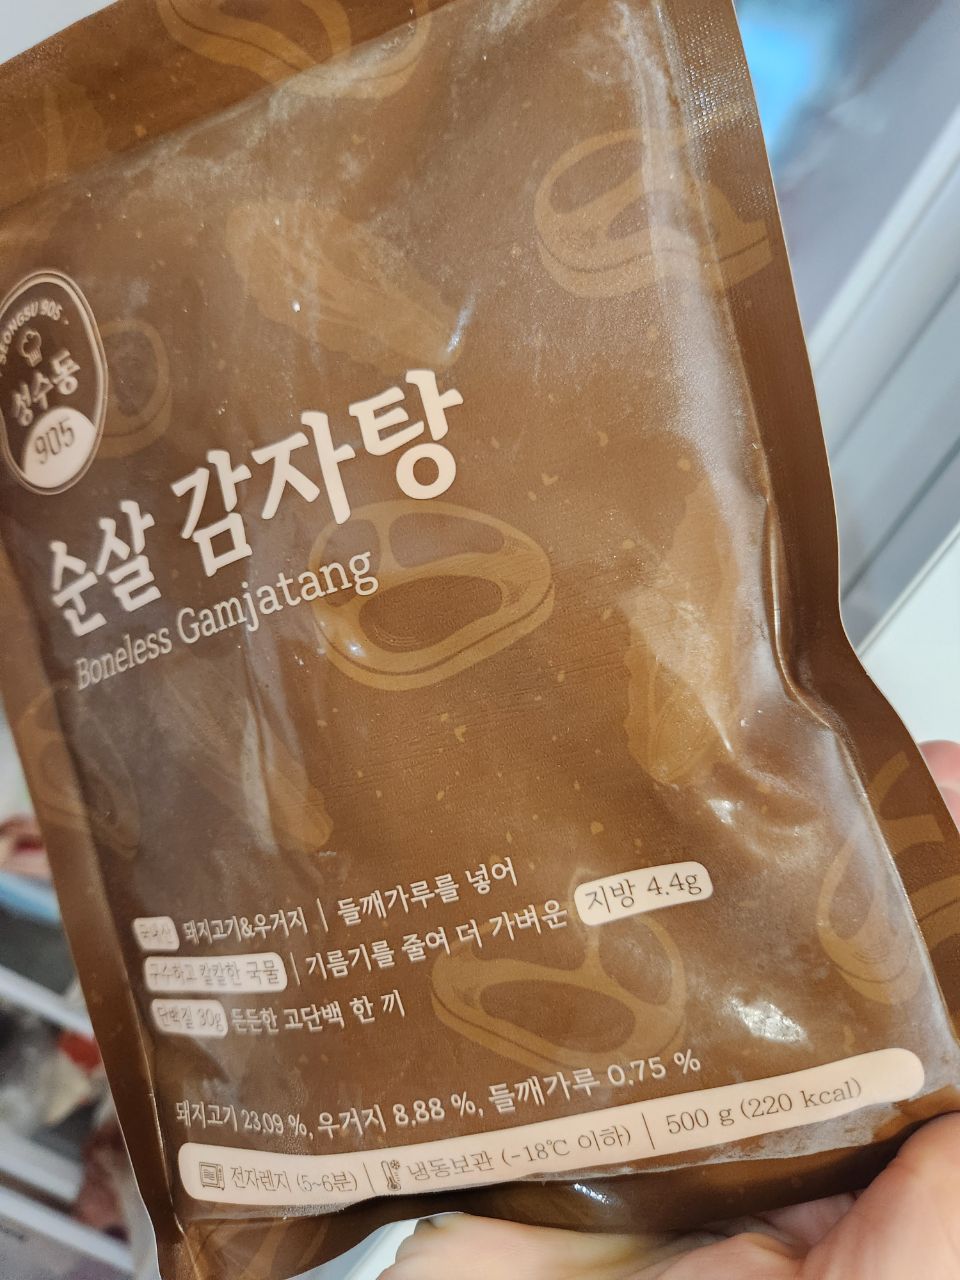 SEONGSU 905
성수동
905
순살 감자탕
Boneless Gamjatang
국내산 돼지고기&우거지 | 들깨가루를 넣어
구수하고 칼칼한 국물 | 기름기를 줄여 더 가벼운 지방 4.4g
단백질 30g 든든한 고단백 한 끼
돼지고기 23.09 %, 우거지 8.88 %, 들깨가루 0.75 %
전자렌지 (5~6분) | 냉동보관 (-18℃ 이하) | 500 g (220 kcal)